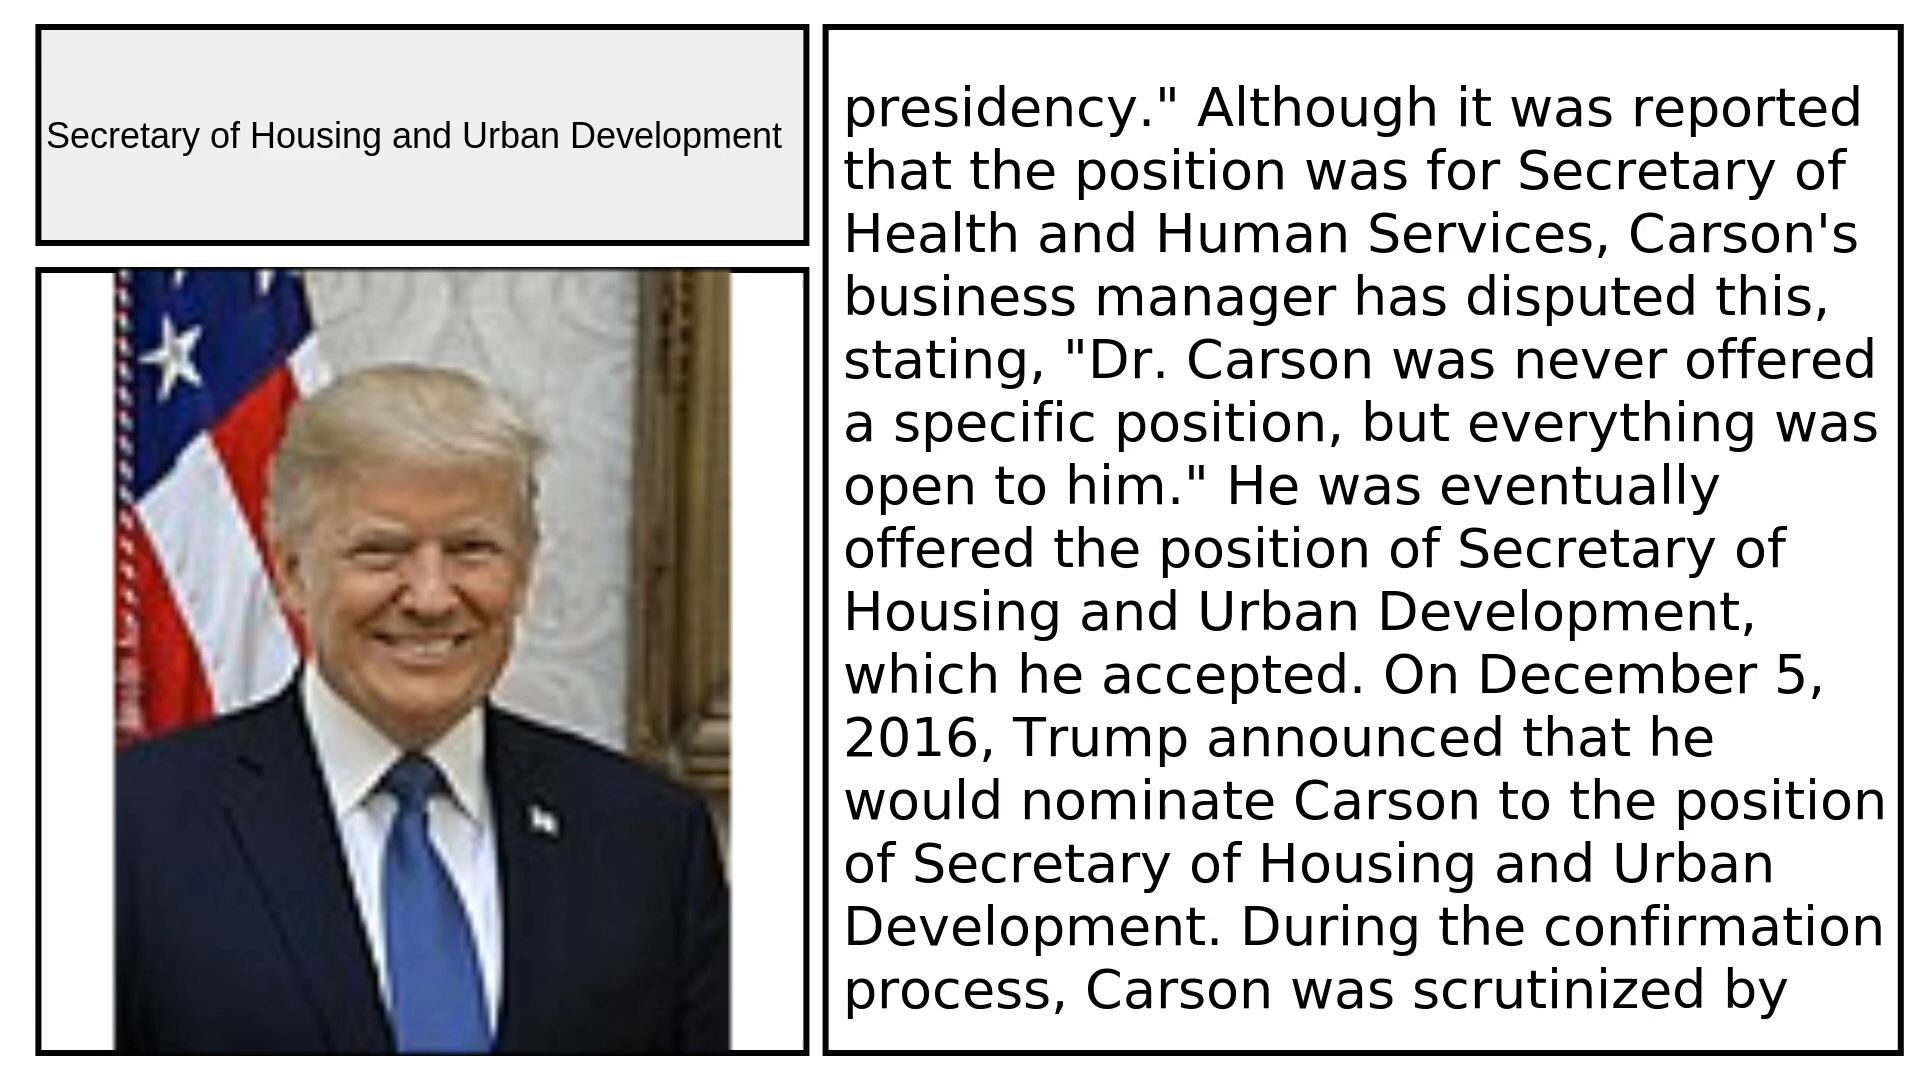 Secretary of Housing and Urban Development
presidency." Although it was reported
that the position was for Secretary of
Health and Human Services, Carson's
business manager has disputed this,
stating, "Dr. Carson was never offered
a specific position, but everything was
open to him." He was eventually
offered the position of Secretary of
Housing and Urban Development,
which he accepted. On December 5,
2016, Trump announced that he
would nominate Carson to the position
of Secretary of Housing and Urban
Development. During the confirmation
process, Carson was scrutinized by